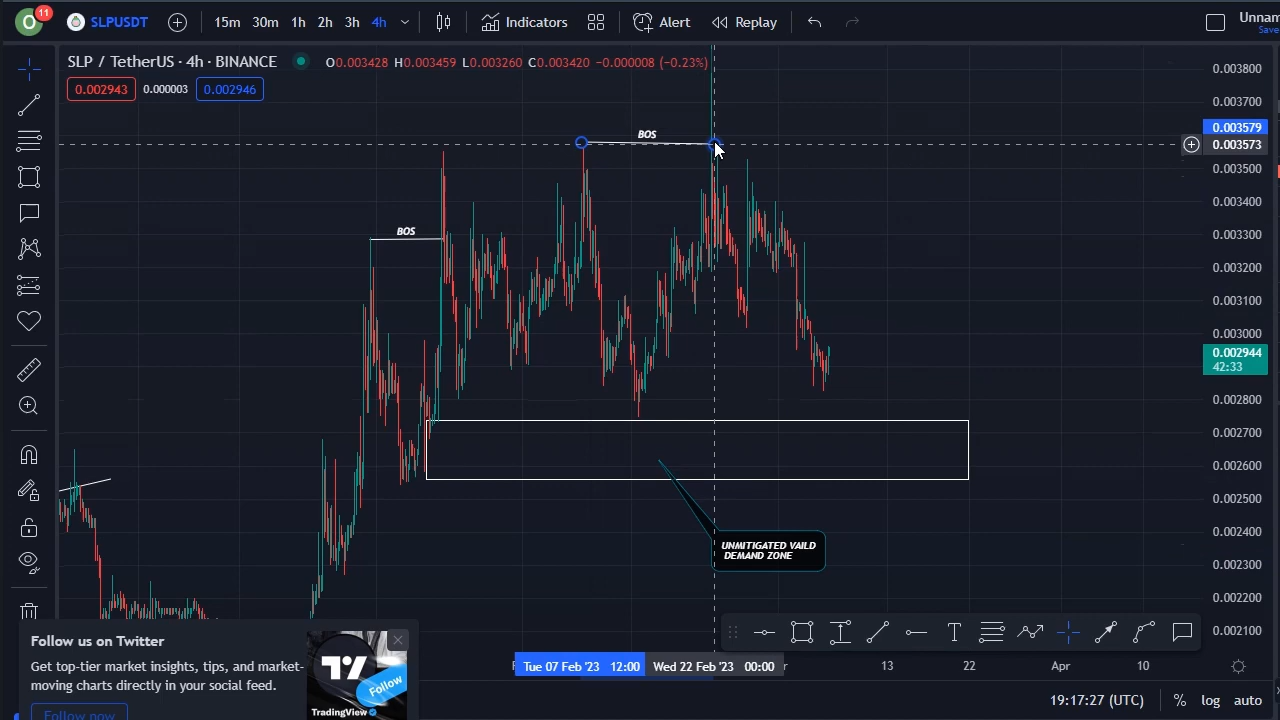 O 11 SLPUSDT 15m 30m 1h 2h 3h 4h Indicators Alert Replay Unnam
Save
SLP / TetherUS · 4h · BINANCE O0.003428 H0.003459 L0.003260 C0.003420 −0.000008 (−0.23%)
0.002943 0.000003 0.002946
0.003800
0.003700
0.003579
BOS
0.003573
0.003500
0.003400
BOS
0.003300
0.003200
0.003100
0.003000
0.002944
42:33
0.002800
0.002700
0.002600
0.002500
0.002400
UNMITIGATED VAILD
DEMAND ZONE
0.002300
0.002200
0.002100
Follow us on Twitter
Get top-tier market insights, tips, and market-
moving charts directly in your social feed.
Follow
TradingView
Follow now
Tue 07 Feb '23 12:00 Wed 22 Feb '23 00:00 13 22 Apr 10
19:17:27 (UTC) % log auto